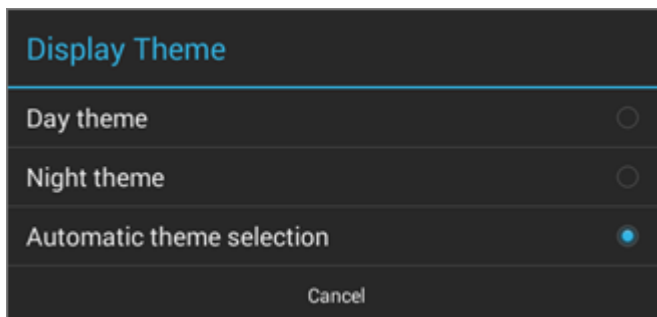 Display Theme
Day theme
Night theme
Automatic theme selection
Cancel